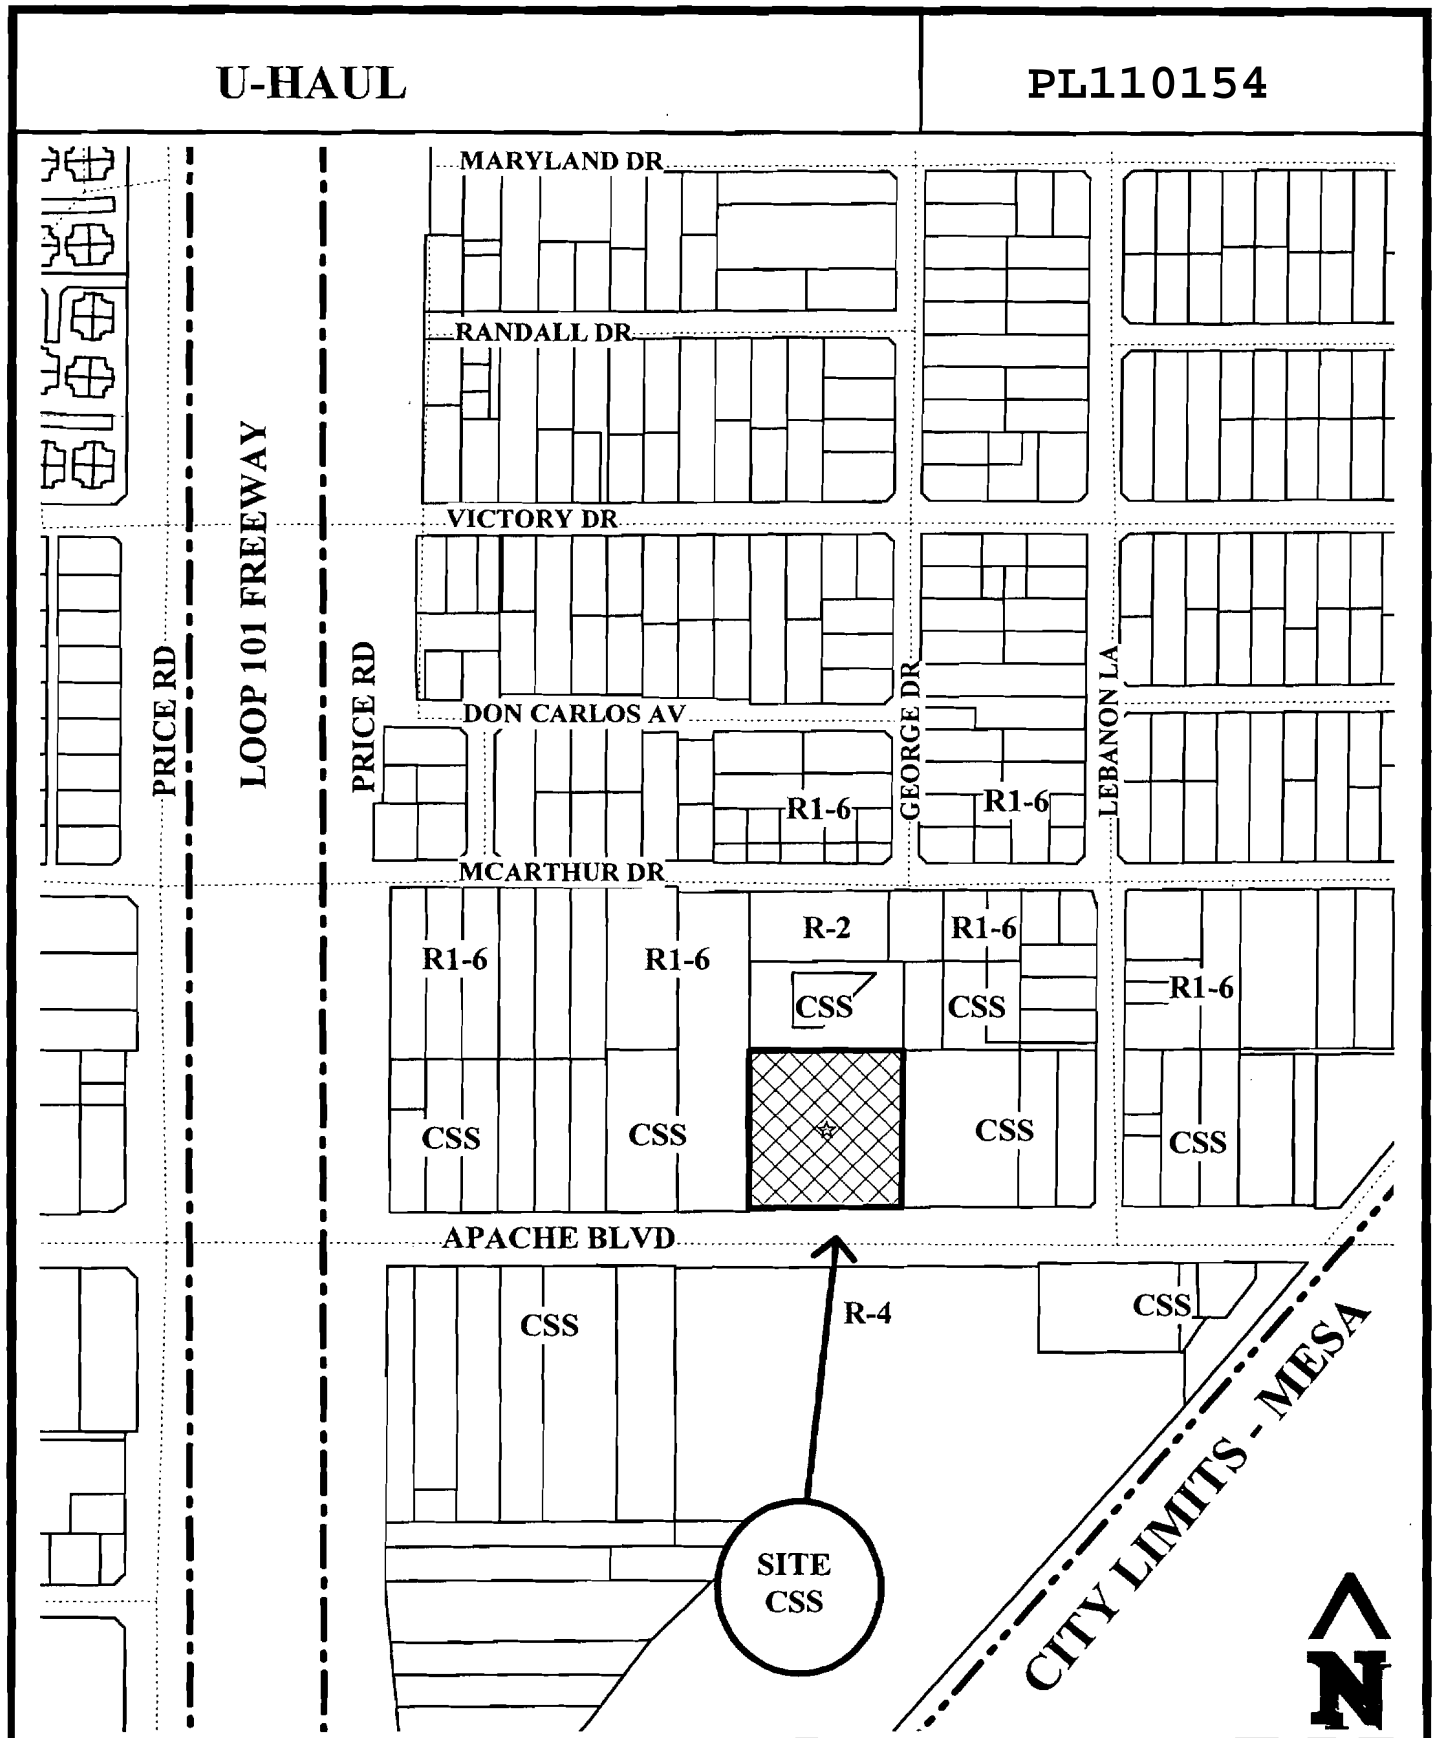 U-HAUL
PL110154
MARYLAND DR
RANDALL DR
VICTORY DR
LOOP 101 FREEWAY
PRICE RD
PRICE RD
GEORGE DR
LEBANON LA
DON CARLOS AV
R1-6
R1-6
MCARTHUR DR
R-2
R1-6
R1-6
R1-6
R1-6
CSS
CSS
CSS
CSS
CSS
CSS
APACHE BLVD
CSS
R-4
CSS
CITY LIMITS - MESA
SITE
CSS
N